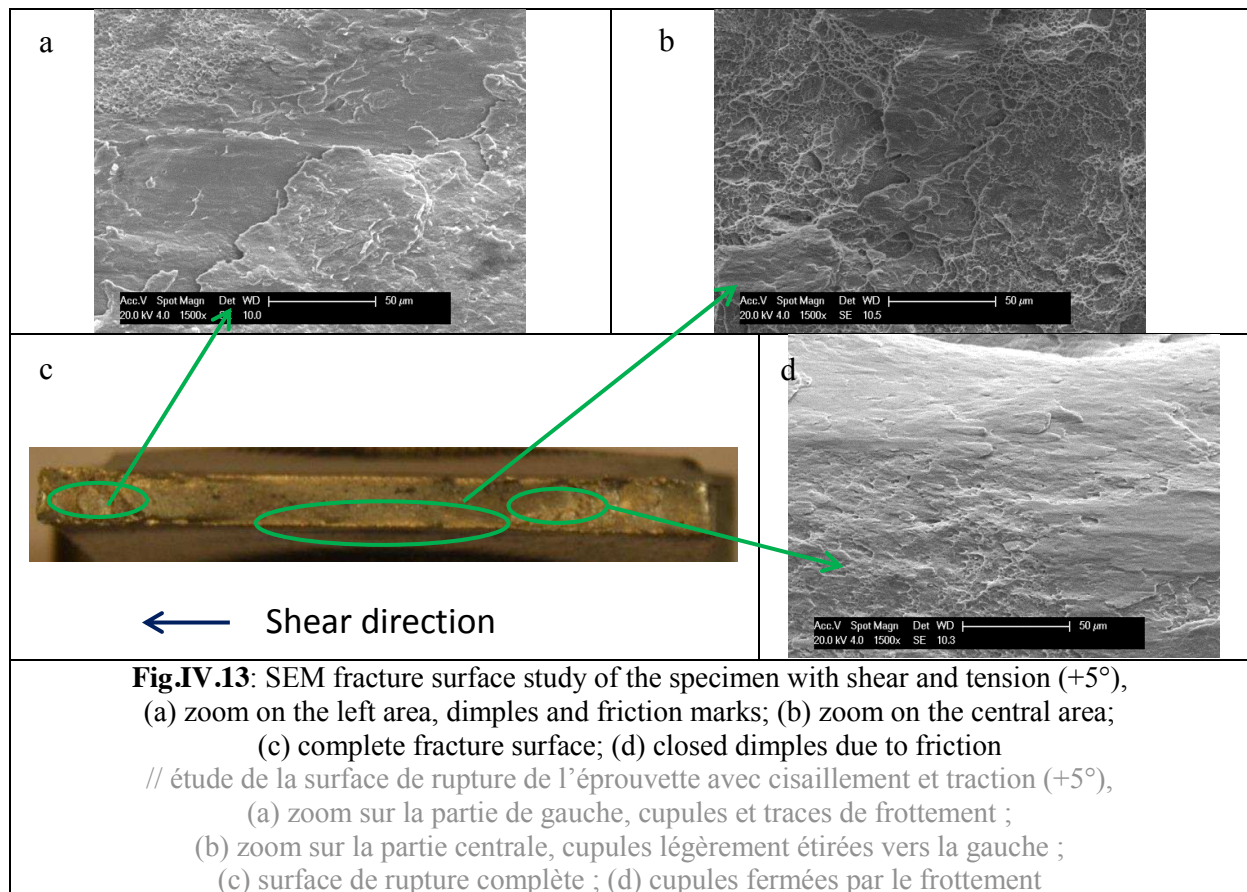 a
Acc.V Spot Magn Det WD 50 µm
20.0 kV 4.0 1500x 10.0
b
Acc.V Spot Magn Det WD 50 µm
20.0 kV 4.0 1500x SE 10.5
c
Shear direction
d
Acc.V Spot Magn Det WD 50 µm
20.0 kV 4.0 1500x SE 10.3
Fig.IV.13: SEM fracture surface study of the specimen with shear and tension (+5°),
(a) zoom on the left area, dimples and friction marks; (b) zoom on the central area;
(c) complete fracture surface; (d) closed dimples due to friction
// étude de la surface de rupture de l’éprouvette avec cisaillement et traction (+5°),
(a) zoom sur la partie de gauche, cupules et traces de frottement ;
(b) zoom sur la partie centrale, cupules légèrement étirées vers la gauche ;
(c) surface de rupture complète ; (d) cupules fermées par le frottement